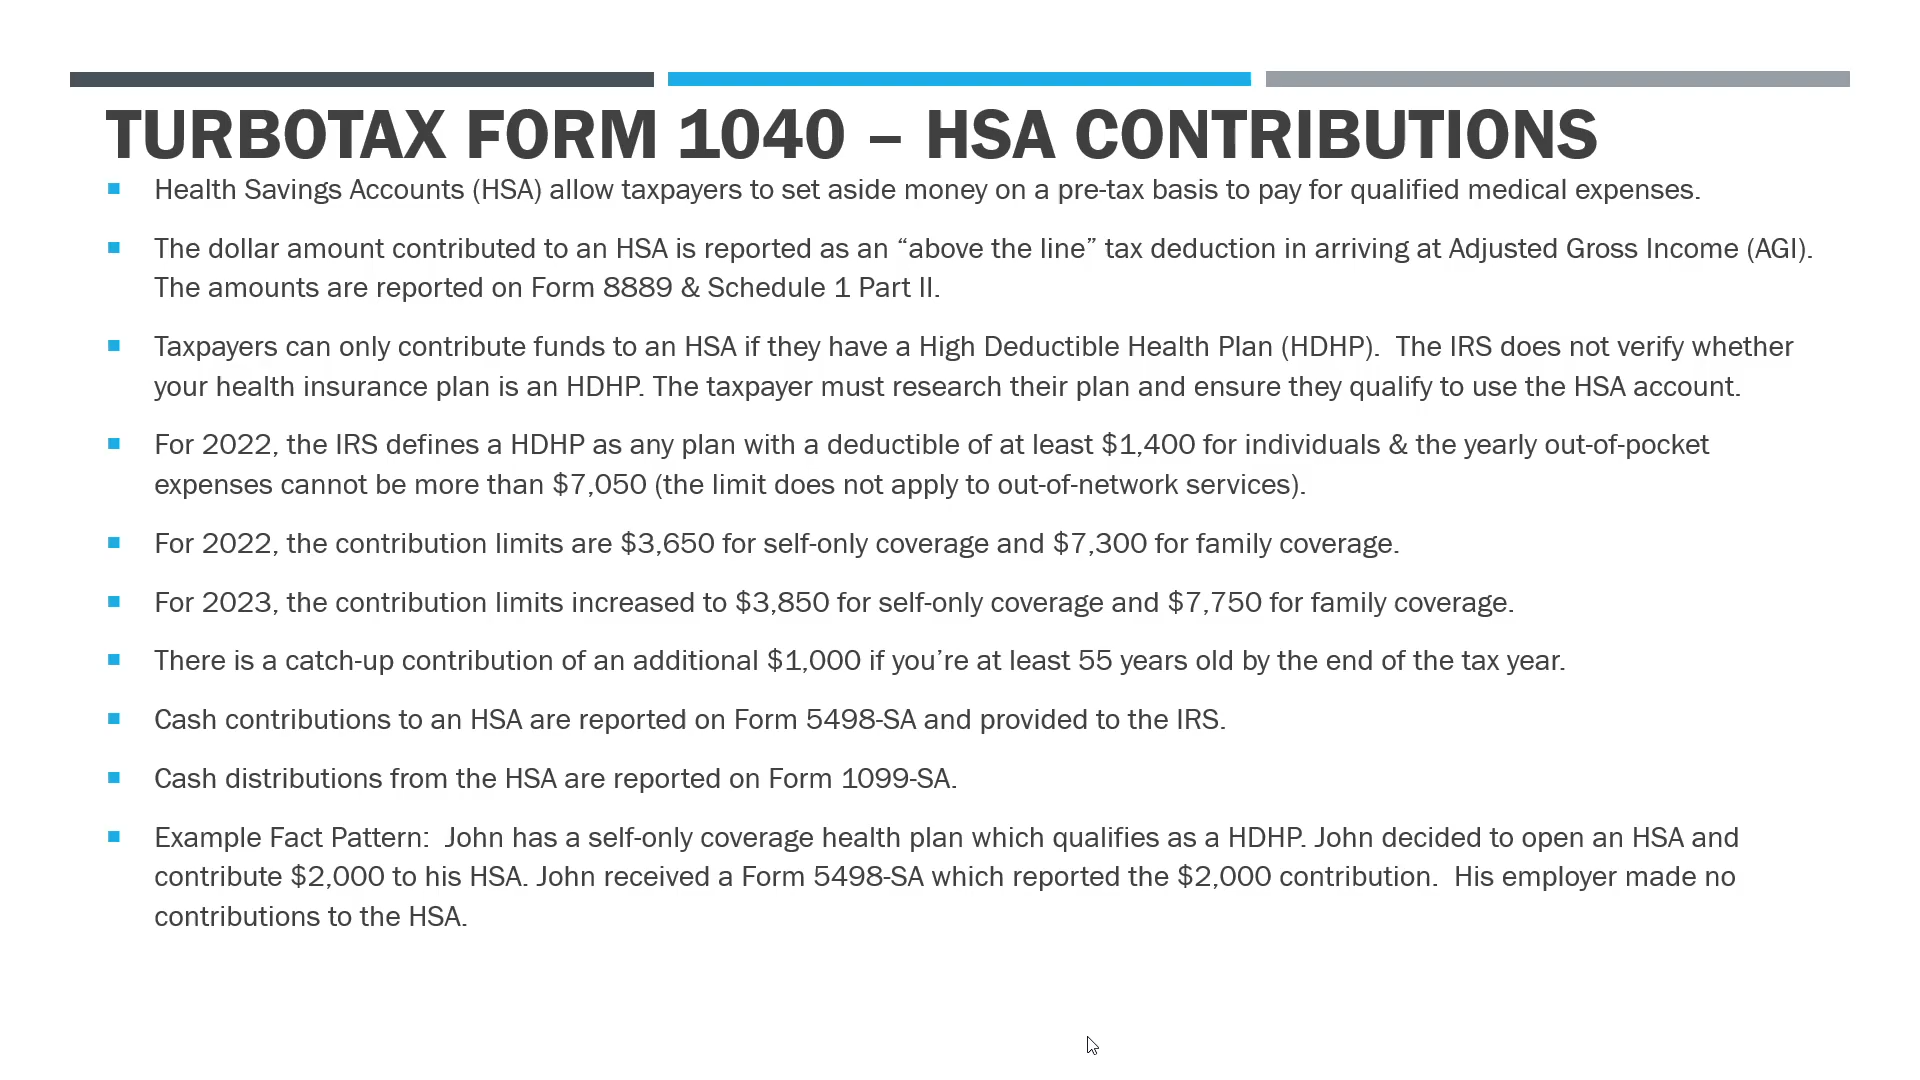 TURBOTAX FORM 1040 – HSA CONTRIBUTIONS
Health Savings Accounts (HSA) allow taxpayers to set aside money on a pre-tax basis to pay for qualified medical expenses.
The dollar amount contributed to an HSA is reported as an “above the line” tax deduction in arriving at Adjusted Gross Income (AGI).
The amounts are reported on Form 8889 & Schedule 1 Part II.
Taxpayers can only contribute funds to an HSA if they have a High Deductible Health Plan (HDHP).  The IRS does not verify whether
your health insurance plan is an HDHP. The taxpayer must research their plan and ensure they qualify to use the HSA account.
For 2022, the IRS defines a HDHP as any plan with a deductible of at least $1,400 for individuals & the yearly out-of-pocket
expenses cannot be more than $7,050 (the limit does not apply to out-of-network services).
For 2022, the contribution limits are $3,650 for self-only coverage and $7,300 for family coverage.
For 2023, the contribution limits increased to $3,850 for self-only coverage and $7,750 for family coverage.
There is a catch-up contribution of an additional $1,000 if you’re at least 55 years old by the end of the tax year.
Cash contributions to an HSA are reported on Form 5498-SA and provided to the IRS.
Cash distributions from the HSA are reported on Form 1099-SA.
Example Fact Pattern:  John has a self-only coverage health plan which qualifies as a HDHP. John decided to open an HSA and
contribute $2,000 to his HSA. John received a Form 5498-SA which reported the $2,000 contribution.  His employer made no
contributions to the HSA.